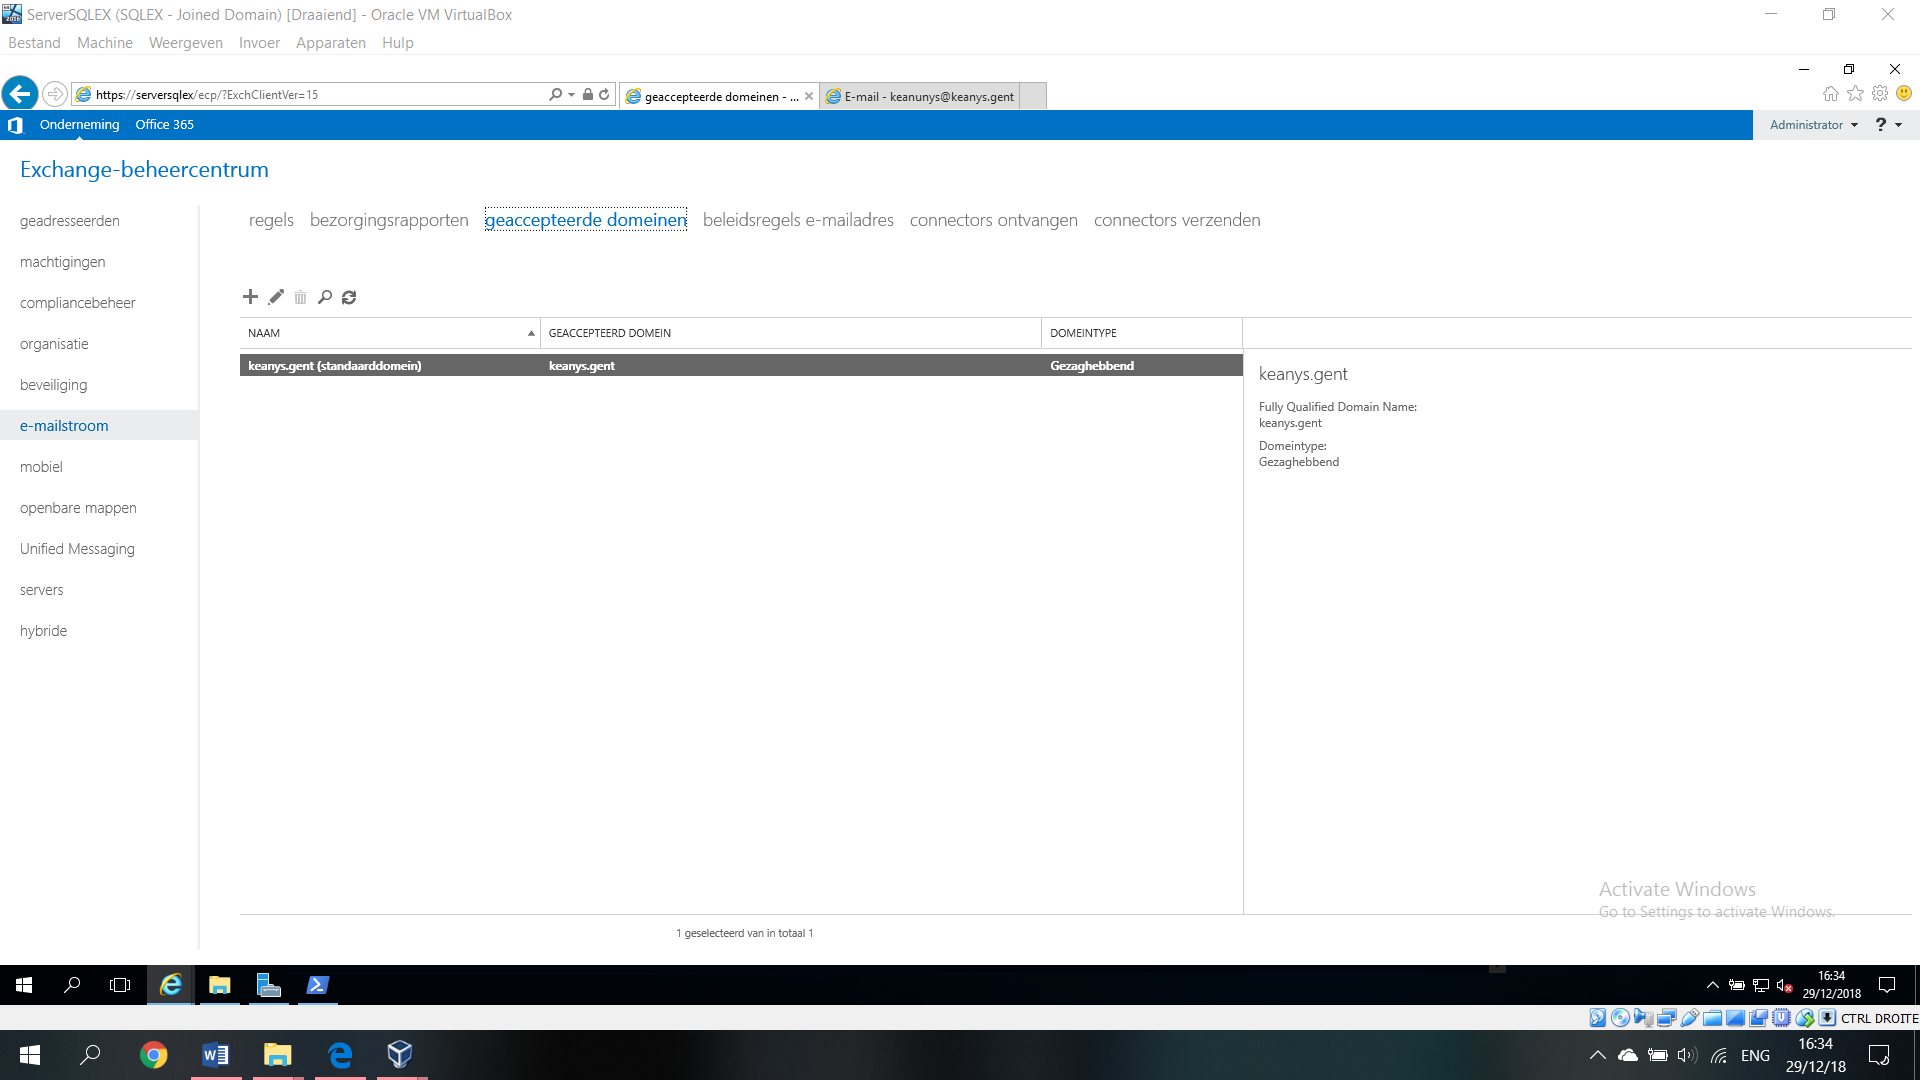 ServerSQLEX (SQLEX - Joined Domain) [Draaiend] - Oracle VM VirtualBox
Bestand Machine Weergeven Invoer Apparaten Hulp
https://serversqlex/ecp/?ExchClientVer=15
geaccepteerde domeinen - ...
E-mail - keanunys@keanys.gent
Onderneming Office 365
Administrator ?
Exchange-beheercentrum
geadresseerden
machtigingen
compliancebeheer
organisatie
beveiliging
e-mailstroom
mobiel
openbare mappen
Unified Messaging
servers
hybride
regels bezorgingsrapporten geaccepteerde domeinen beleidsregels e-mailadres connectors ontvangen connectors verzenden
NAAM GEACCEPTEERD DOMEIN DOMEINTYPE
keanys.gent (standaarddomein) keanys.gent Gezaghebbend
keanys.gent
Fully Qualified Domain Name:
keanys.gent
Domeintype:
Gezaghebbend
Activate Windows
Go to Settings to activate Windows.
1 geselecteerd van in totaal 1
16:34
29/12/2018
CTRL DROITE
ENG
16:34
29/12/18